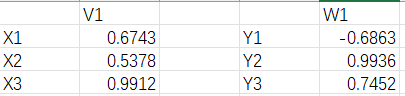 V1 W1
X1 0.6743 Y1 -0.6863
X2 0.5378 Y2 0.9936
X3 0.9912 Y3 0.7452